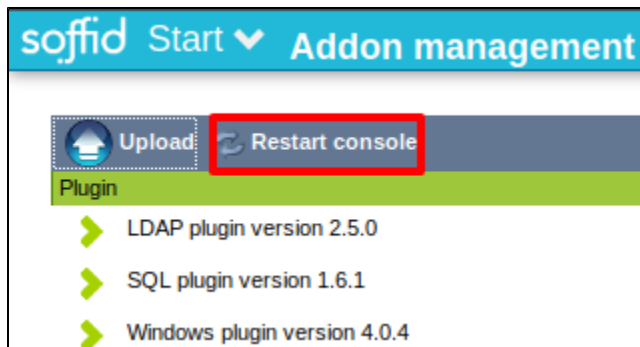 soffid Start Addon management
Upload Restart console
Plugin
LDAP plugin version 2.5.0
SQL plugin version 1.6.1
Windows plugin version 4.0.4